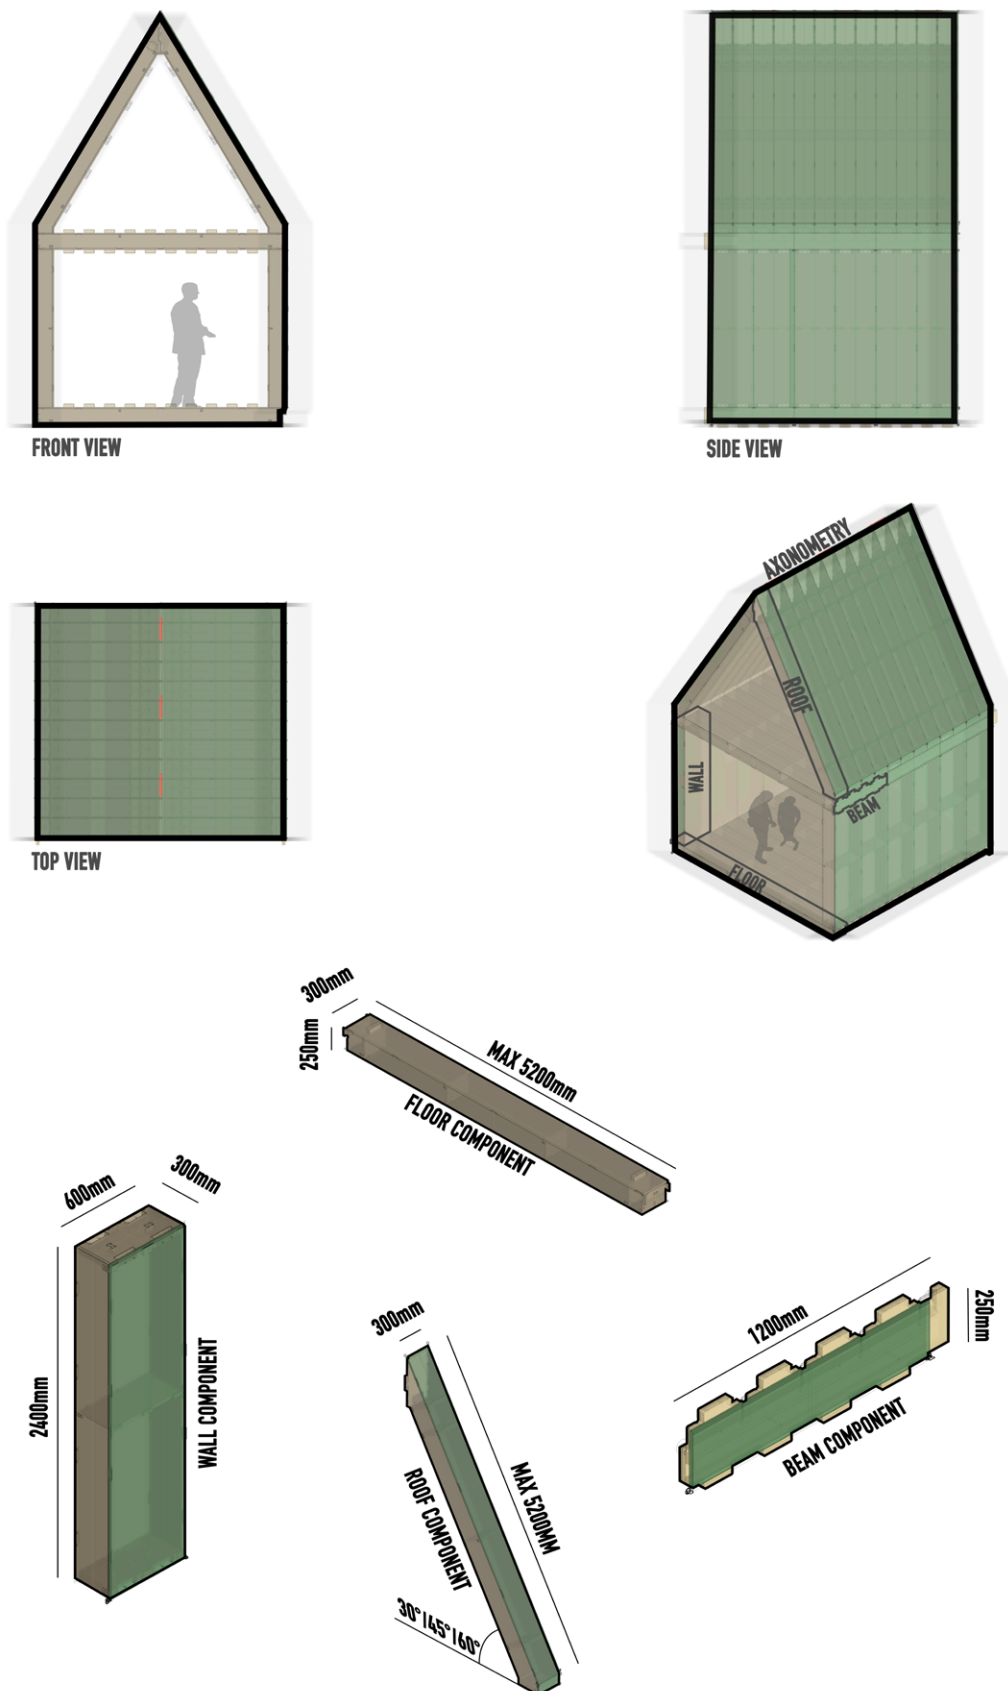 FRONT VIEW
SIDE VIEW
AXONOMETRY
ROOF
WALL
BEAM
FLOOR
TOP VIEW
300mm
250mm
MAX 5200mm
FLOOR COMPONENT
600mm
300mm
2400mm
WALL COMPONENT
300mm
MAX 5200MM
ROOF COMPONENT
30°|45°|60°
1200mm
250mm
BEAM COMPONENT